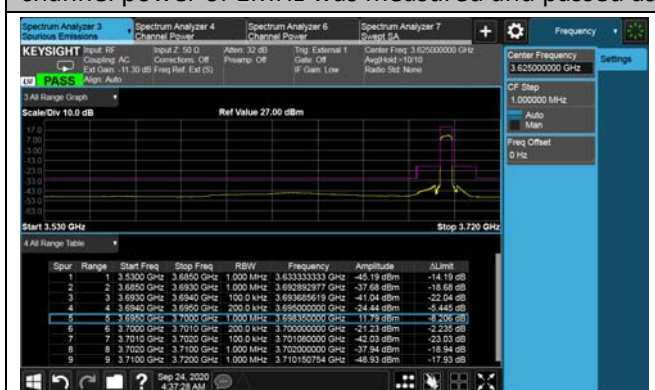 channel power of 2MHz was measured and passed as
Spectrum Analyzer 3
Spurious Emissions
Spectrum Analyzer 4
Channel Power
Spectrum Analyzer 6
Channel Power
Spectrum Analyzer 7
Swept SA
+
Frequency
KEYSIGHT
Input: RF
Coupling: AC
Ext Gain: -11.30 dB
Align: Auto
Input Z: 50 Ω
Corrections: Off
Freq Ref: Ext (S)
Atten: 32 dB
Preamp: Off
Trig: External 1
Gate: Off
IF Gain: Low
Center Freq: 3.625000000 GHz
Avg|Hold:>10/10
Radio Std: None
LU PASS
Center Frequency
3.625000000 GHz
Settings
CF Step
1.000000 MHz
Auto
Man
Freq Offset
0 Hz
3 All Range Graph
Scale/Div 10.0 dB
Ref Value 27.00 dBm
17.0
7.00
-3.00
-13.0
-23.0
-33.0
-43.0
-53.0
-63.0
Start 3.530 GHz
Stop 3.720 GHz
4 All Range Table
Spur Range Start Freq Stop Freq RBW Frequency Amplitude ΔLimit
1 1 3.5300 GHz 3.6850 GHz 1.000 MHz 3.633333333 GHz -45.19 dBm -14.19 dB
2 2 3.6850 GHz 3.6930 GHz 1.000 MHz 3.692892977 GHz -37.68 dBm -18.68 dB
3 3 3.6930 GHz 3.6940 GHz 100.0 kHz 3.693685619 GHz -41.04 dBm -22.04 dB
4 4 3.6940 GHz 3.6950 GHz 200.0 kHz 3.695000000 GHz -24.44 dBm -5.445 dB
5 5 3.6950 GHz 3.7000 GHz 1.000 MHz 3.698350000 GHz 11.79 dBm -8.206 dB
6 6 3.7000 GHz 3.7010 GHz 200.0 kHz 3.700000000 GHz -21.23 dBm -2.235 dB
7 7 3.7010 GHz 3.7020 GHz 100.0 kHz 3.701080000 GHz -42.03 dBm -23.03 dB
8 8 3.7020 GHz 3.7100 GHz 1.000 MHz 3.702000000 GHz -37.94 dBm -18.94 dB
9 9 3.7100 GHz 3.7200 GHz 1.000 MHz 3.710150754 GHz -48.93 dBm -17.93 dB
?
Sep 24, 2020
4:37:28 AM